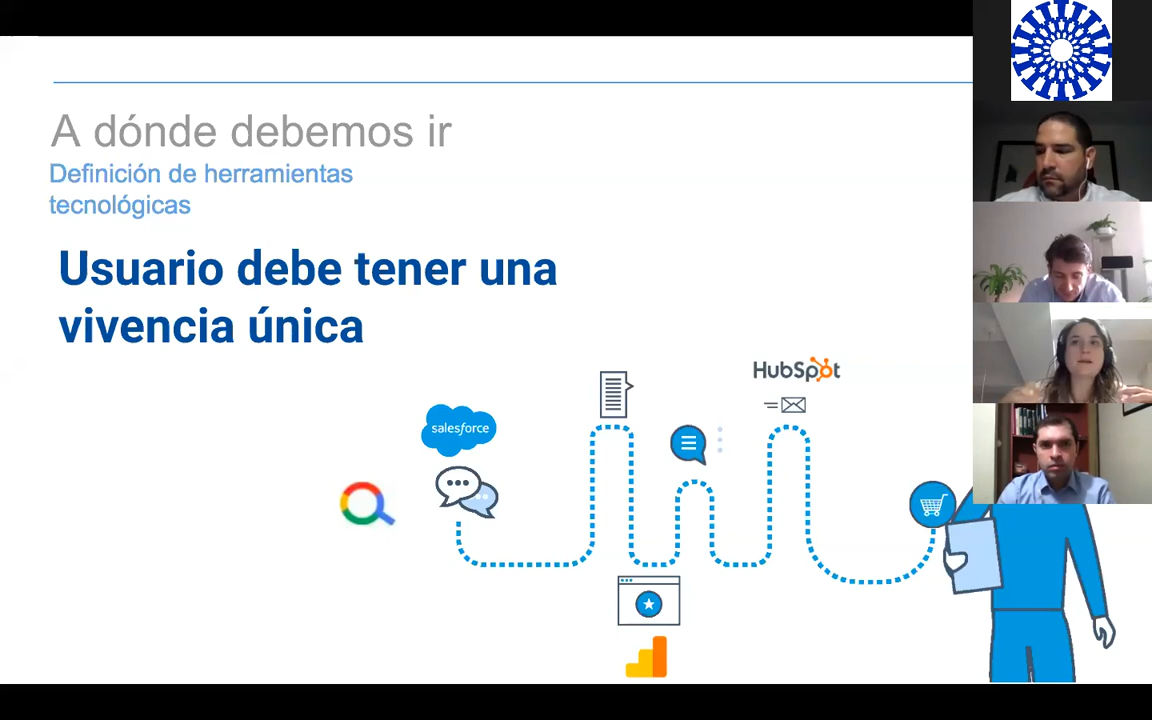 A dónde debemos ir
Definición de herramientas
tecnológicas
Usuario debe tener una
vivencia única
HubSpot
salesforce